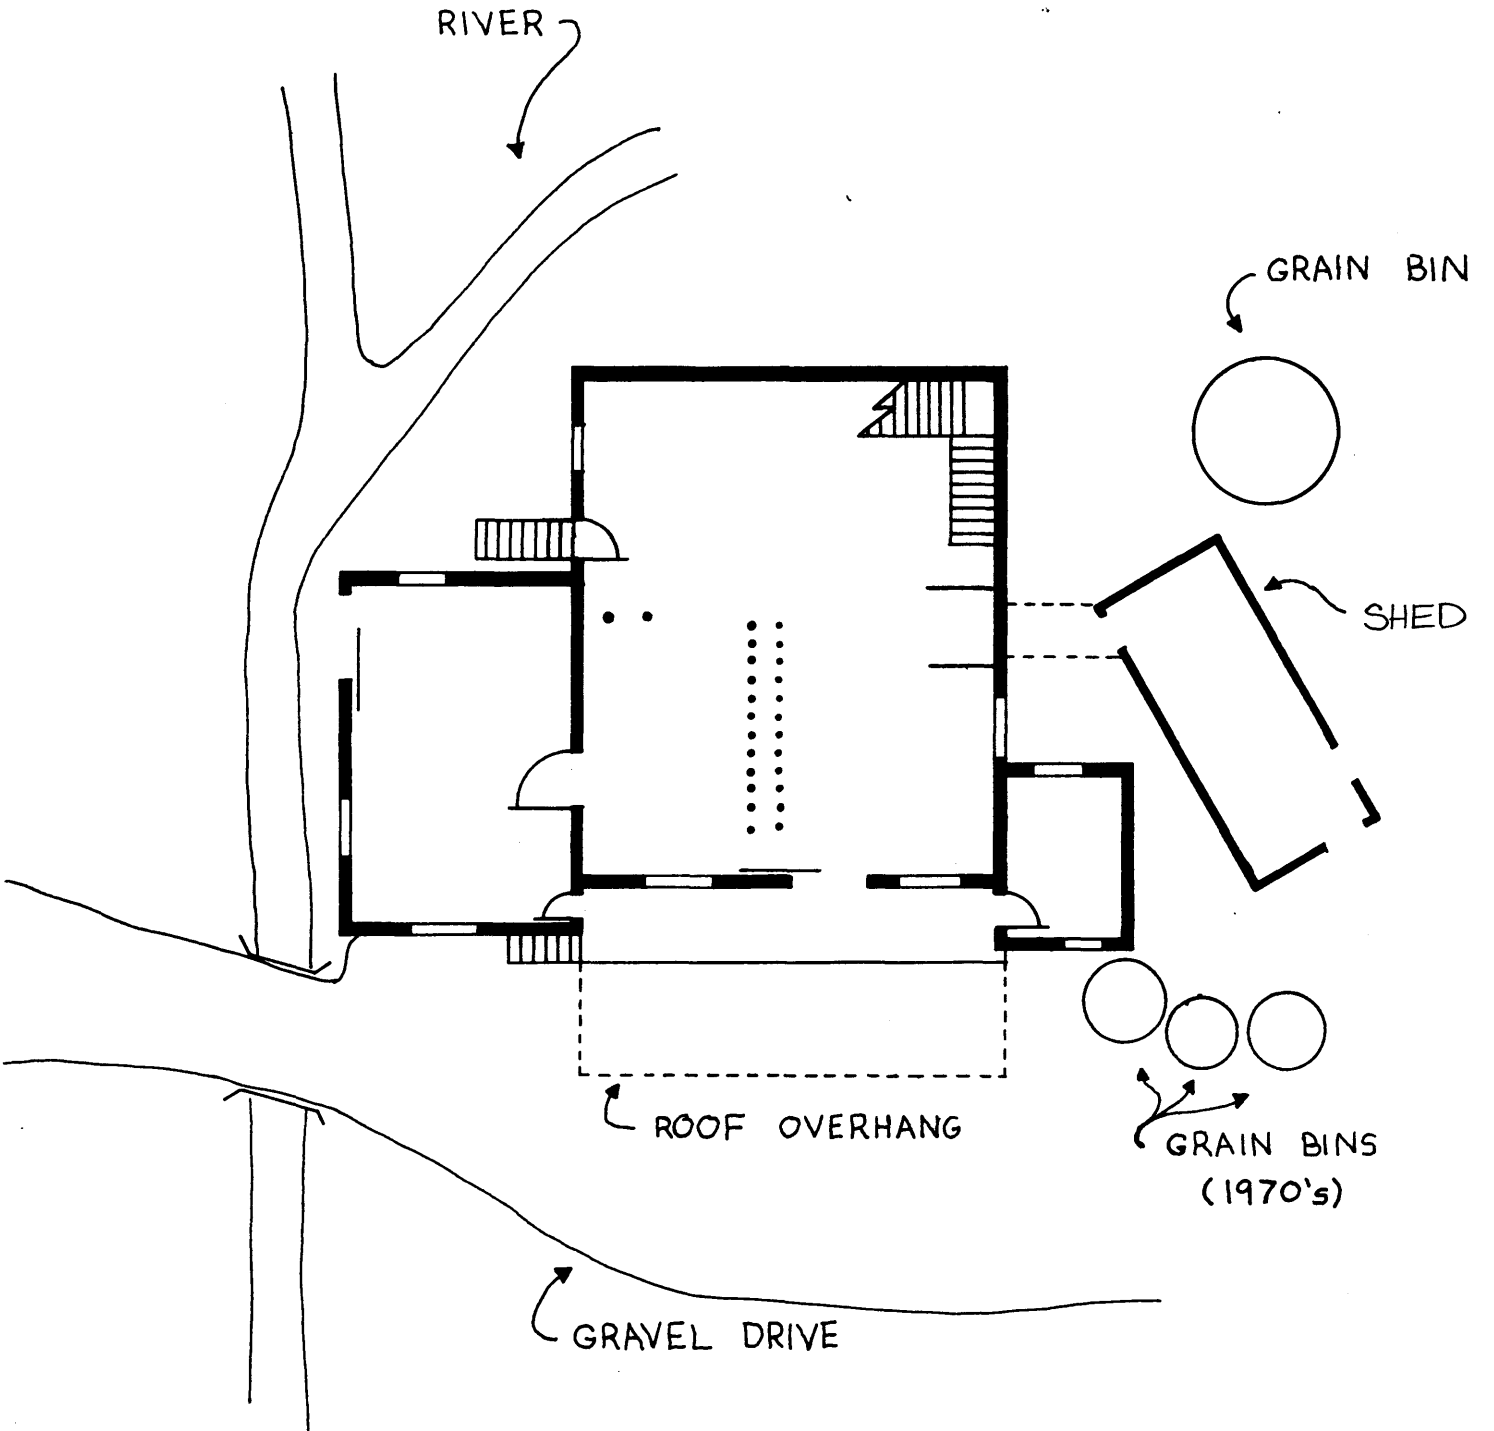 RIVER
GRAIN BIN
SHED
ROOF OVERHANG
GRAIN BINS
(1970's)
GRAVEL DRIVE